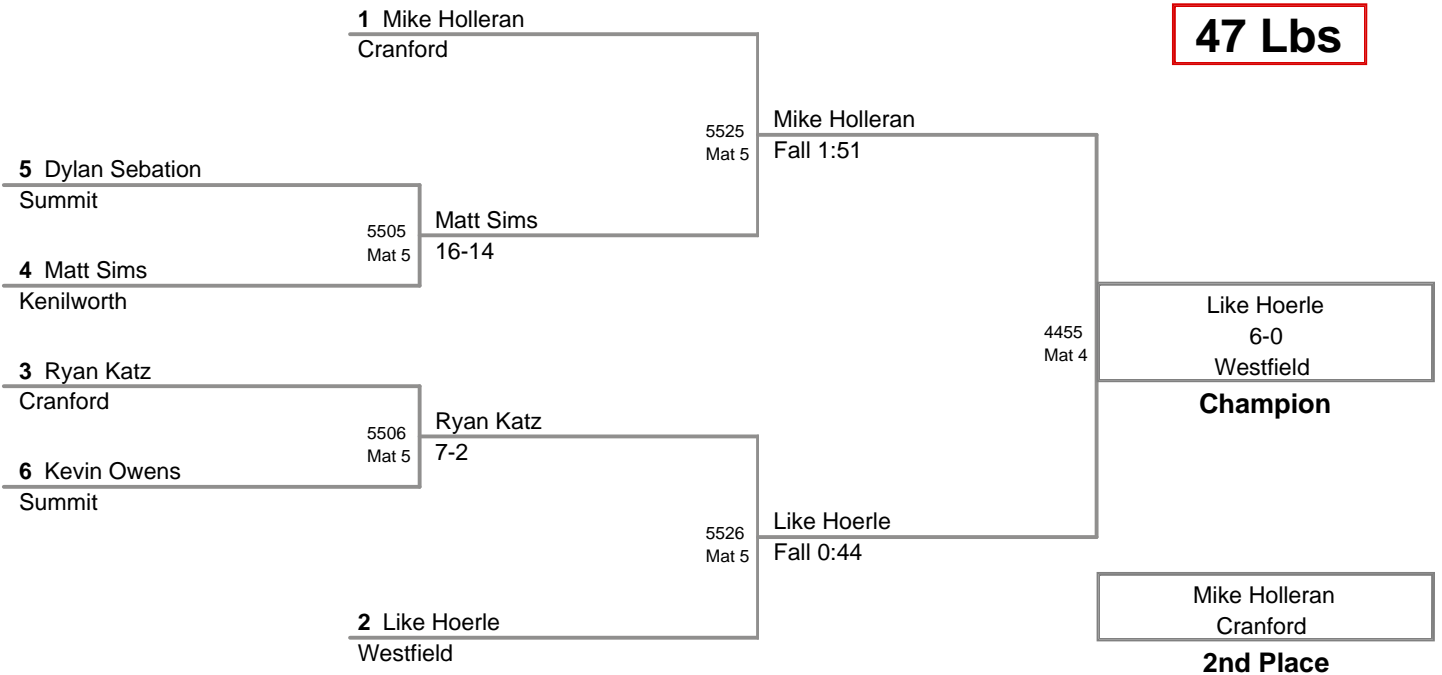 1 Mike Holleran
Cranford
47 Lbs
5525
Mat 5
Mike Holleran
Fall 1:51
5 Dylan Sebation
Summit
5505
Mat 5
Matt Sims
16-14
4 Matt Sims
Kenilworth
4455
Mat 4
Like Hoerle
6-0
Westfield
Champion
3 Ryan Katz
Cranford
5506
Mat 5
Ryan Katz
7-2
6 Kevin Owens
Summit
5526
Mat 5
Like Hoerle
Fall 0:44
2 Like Hoerle
Westfield
Mike Holleran
Cranford
2nd Place